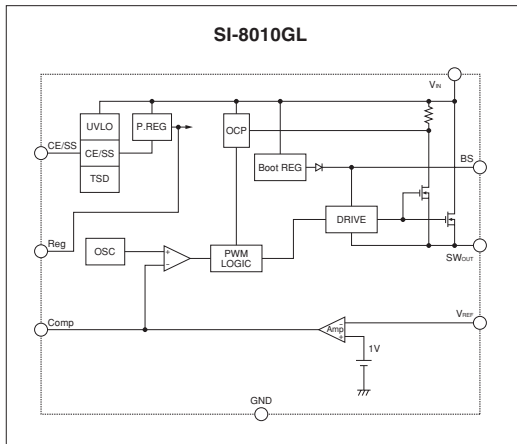 SI-8010GL
VIN
UVLO
P.REG
OCP
CE/SS
CE/SS
TSD
Boot REG
BS
DRIVE
Reg
OSC
+
−
PWM
LOGIC
SWOUT
Comp
Amp
−
+
VREF
1V
GND